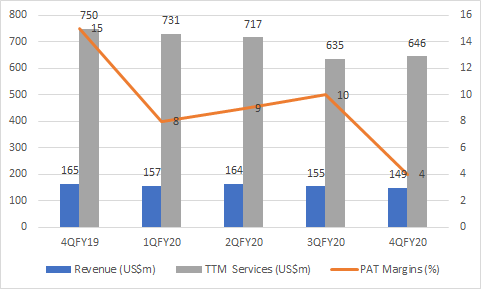 800 750 16
731 717
700 15 14
635 646
600 12
500 10
10
400 9 8
8
300 6
200 165 157 164 155 149 4 4
100 2
0 0
4QFY19 1QFY20 2QFY20 3QFY20 4QFY20
Revenue (US$m) TTM Services (US$m) PAT Margins (%)